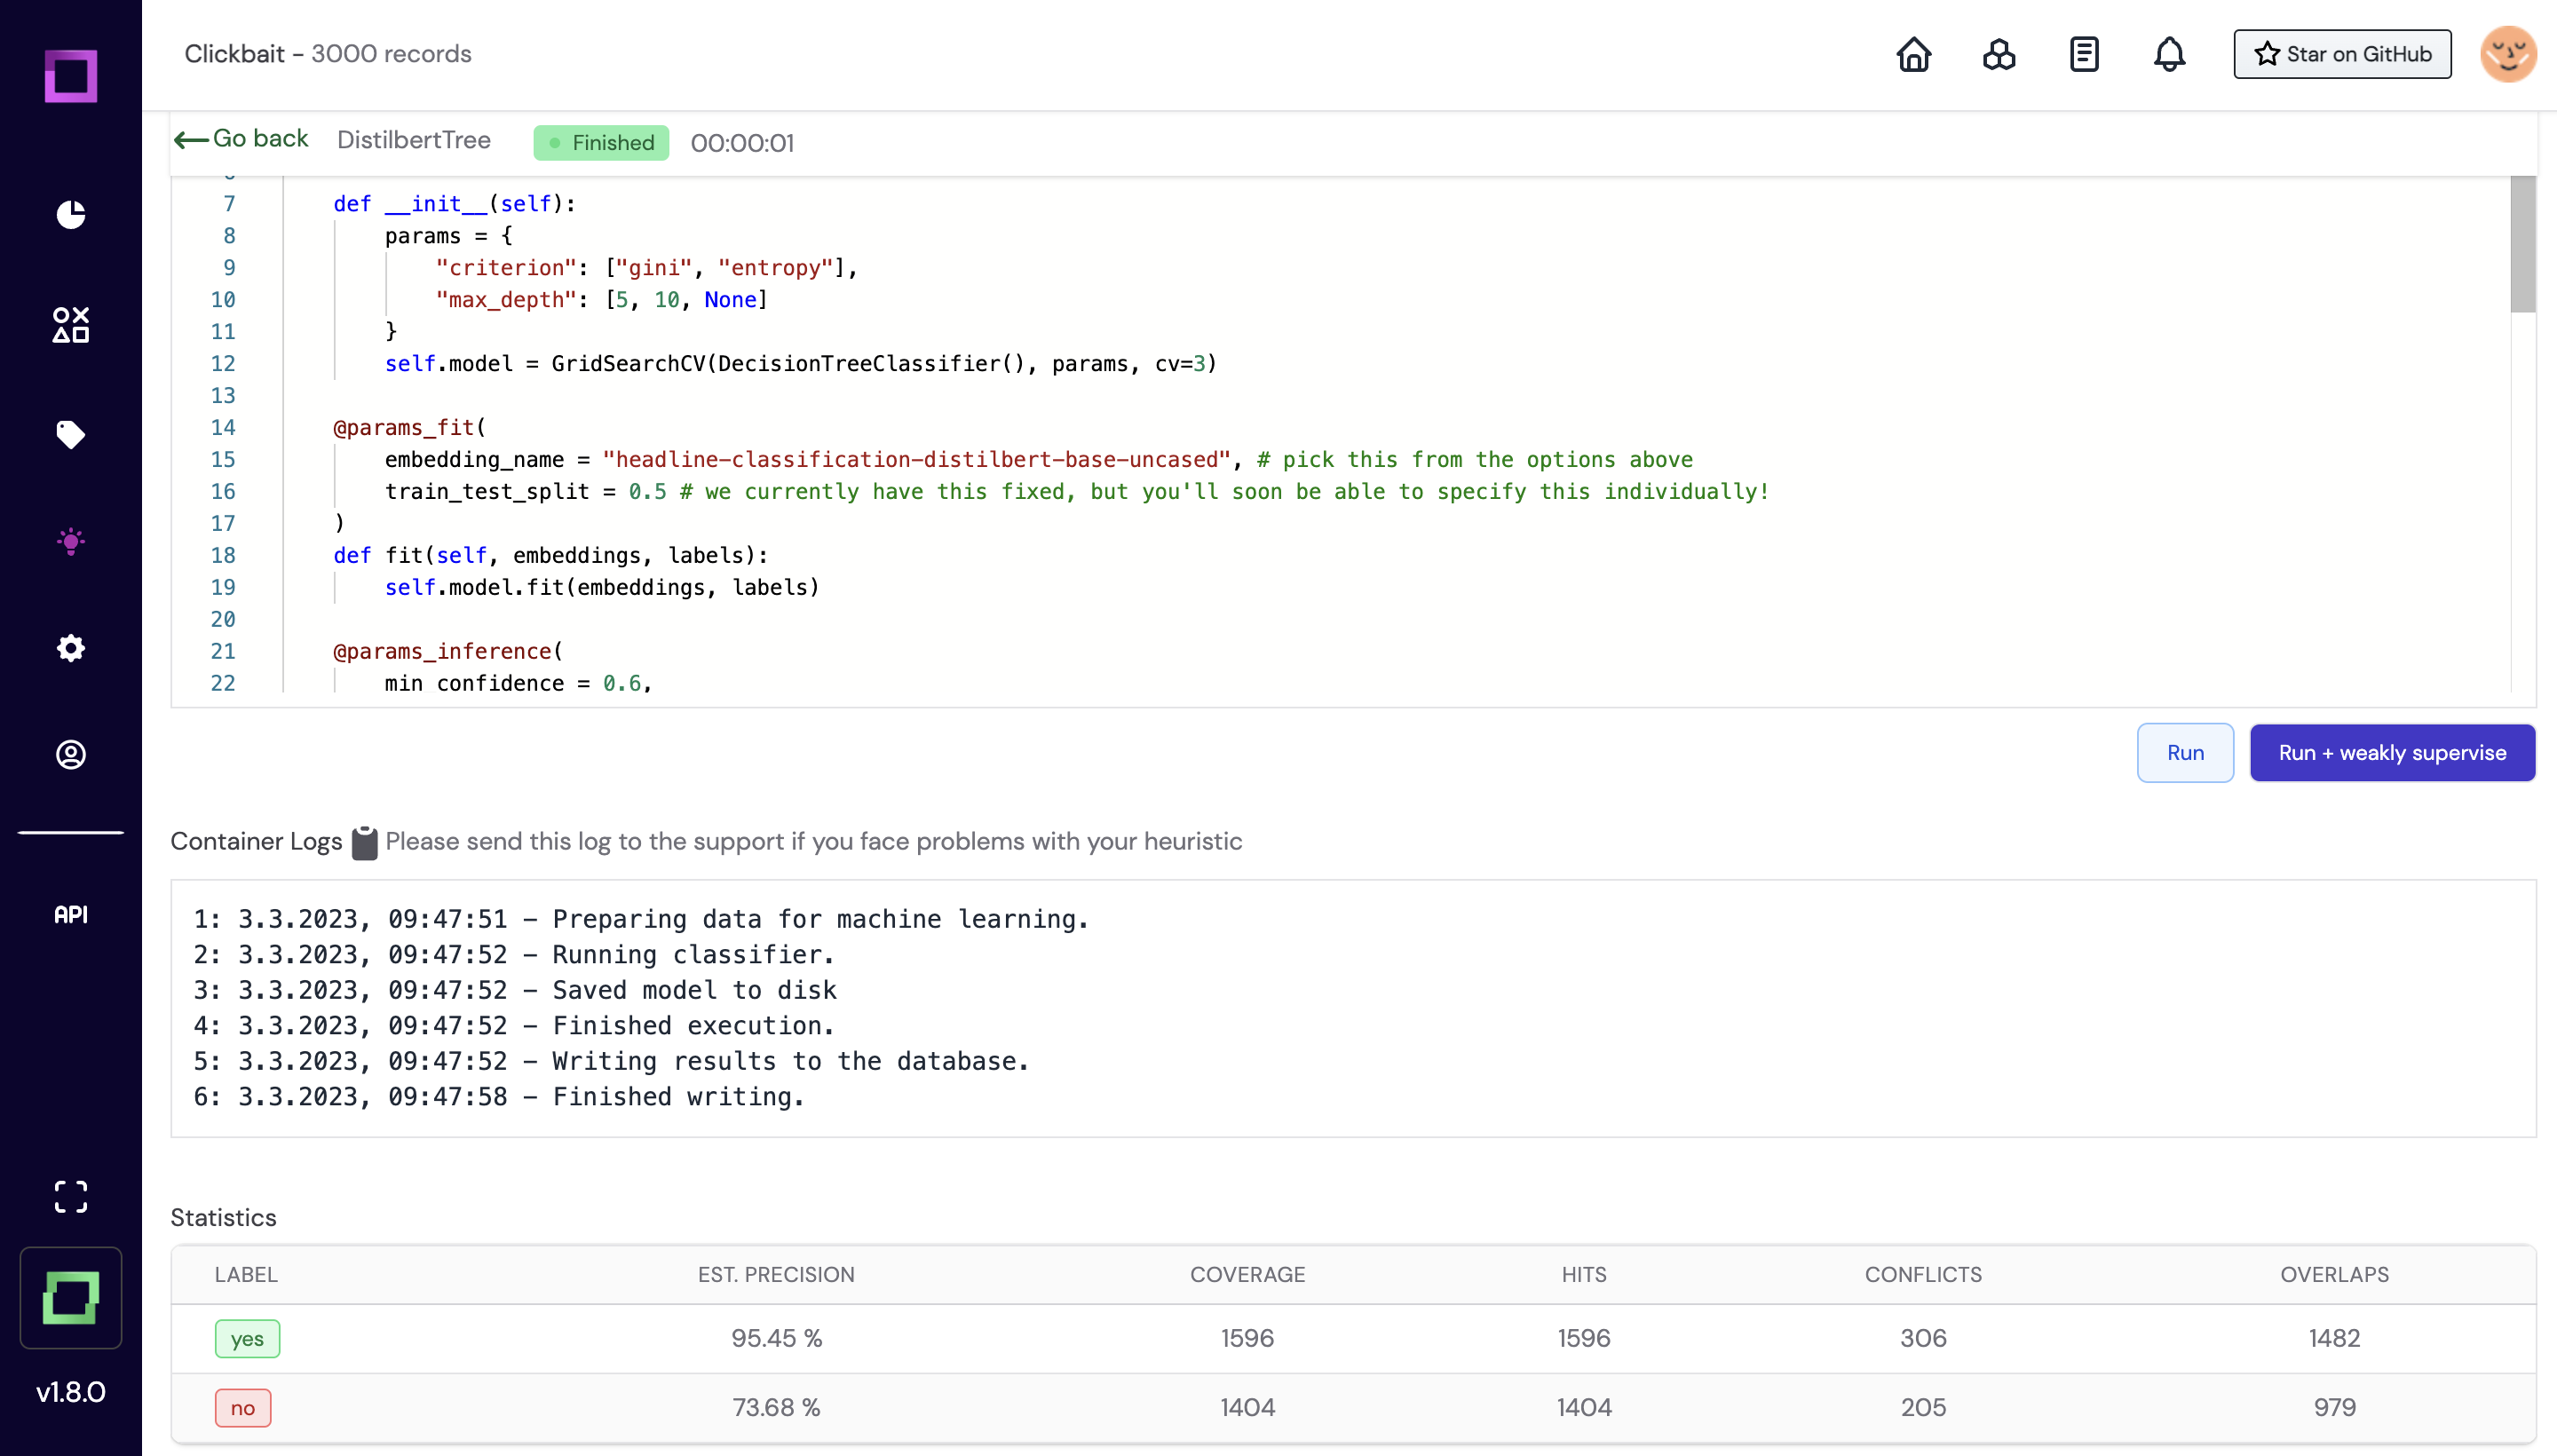 Clickbait - 3000 records
Star on GitHub
Go back DistilbertTree Finished 00:00:01
7 def __init__(self):
8 params = {
9 "criterion": ["gini", "entropy"],
10 "max_depth": [5, 10, None]
11 }
12 self.model = GridSearchCV(DecisionTreeClassifier(), params, cv=3)
13
14 @params_fit(
15 embedding_name = "headline-classification-distilbert-base-uncased", # pick this from the options above
16 train_test_split = 0.5 # we currently have this fixed, but you'll soon be able to specify this individually!
17 )
18 def fit(self, embeddings, labels):
19 self.model.fit(embeddings, labels)
20
21 @params_inference(
22 min_confidence = 0.6,
Run Run + weakly supervise
Container Logs Please send this log to the support if you face problems with your heuristic
API
1: 3.3.2023, 09:47:51 - Preparing data for machine learning.
2: 3.3.2023, 09:47:52 - Running classifier.
3: 3.3.2023, 09:47:52 - Saved model to disk
4: 3.3.2023, 09:47:52 - Finished execution.
5: 3.3.2023, 09:47:52 - Writing results to the database.
6: 3.3.2023, 09:47:58 - Finished writing.
Statistics
LABEL EST. PRECISION COVERAGE HITS CONFLICTS OVERLAPS
yes 95.45 % 1596 1596 306 1482
no 73.68 % 1404 1404 205 979
v1.8.0